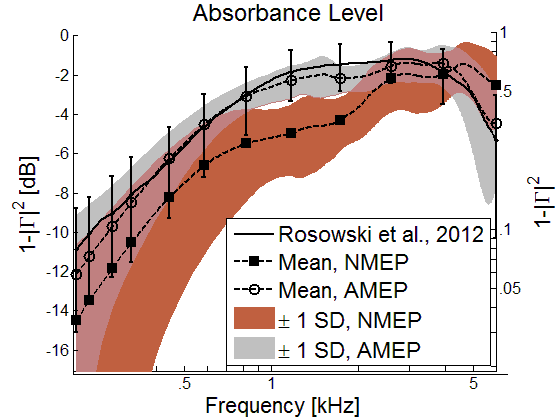 Absorbance Level
0
-2
-4
-6
-8
-10
-12
-14
-16
1-|Γ|² [dB]
1
.5
.1
.05
1-|Γ|²
Rosowski et al., 2012
Mean, NMEP
Mean, AMEP
± 1 SD, NMEP
± 1 SD, AMEP
.5
1
5
Frequency [kHz]